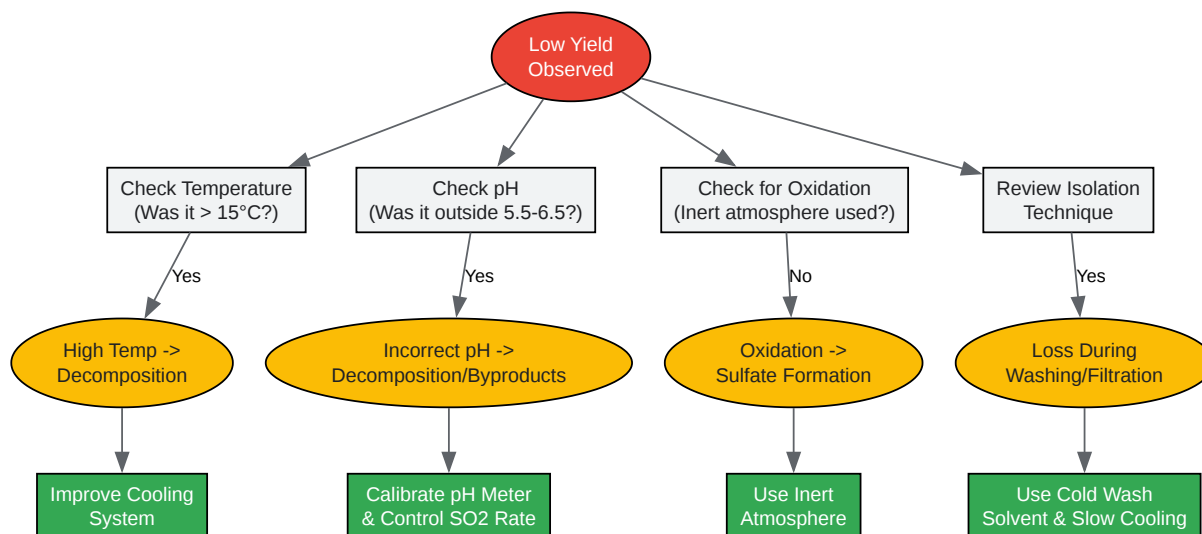 Low Yield
Observed
Check Temperature
(Was it > 15°C?)
Check pH
(Was it outside 5.5-6.5?)
Check for Oxidation
(Inert atmosphere used?)
Review Isolation
Technique
Yes
Yes
No
Yes
High Temp ->
Decomposition
Incorrect pH ->
Decomposition/Byproducts
Oxidation ->
Sulfate Formation
Loss During
Washing/Filtration
Improve Cooling
System
Calibrate pH Meter
& Control SO2 Rate
Use Inert
Atmosphere
Use Cold Wash
Solvent & Slow Cooling